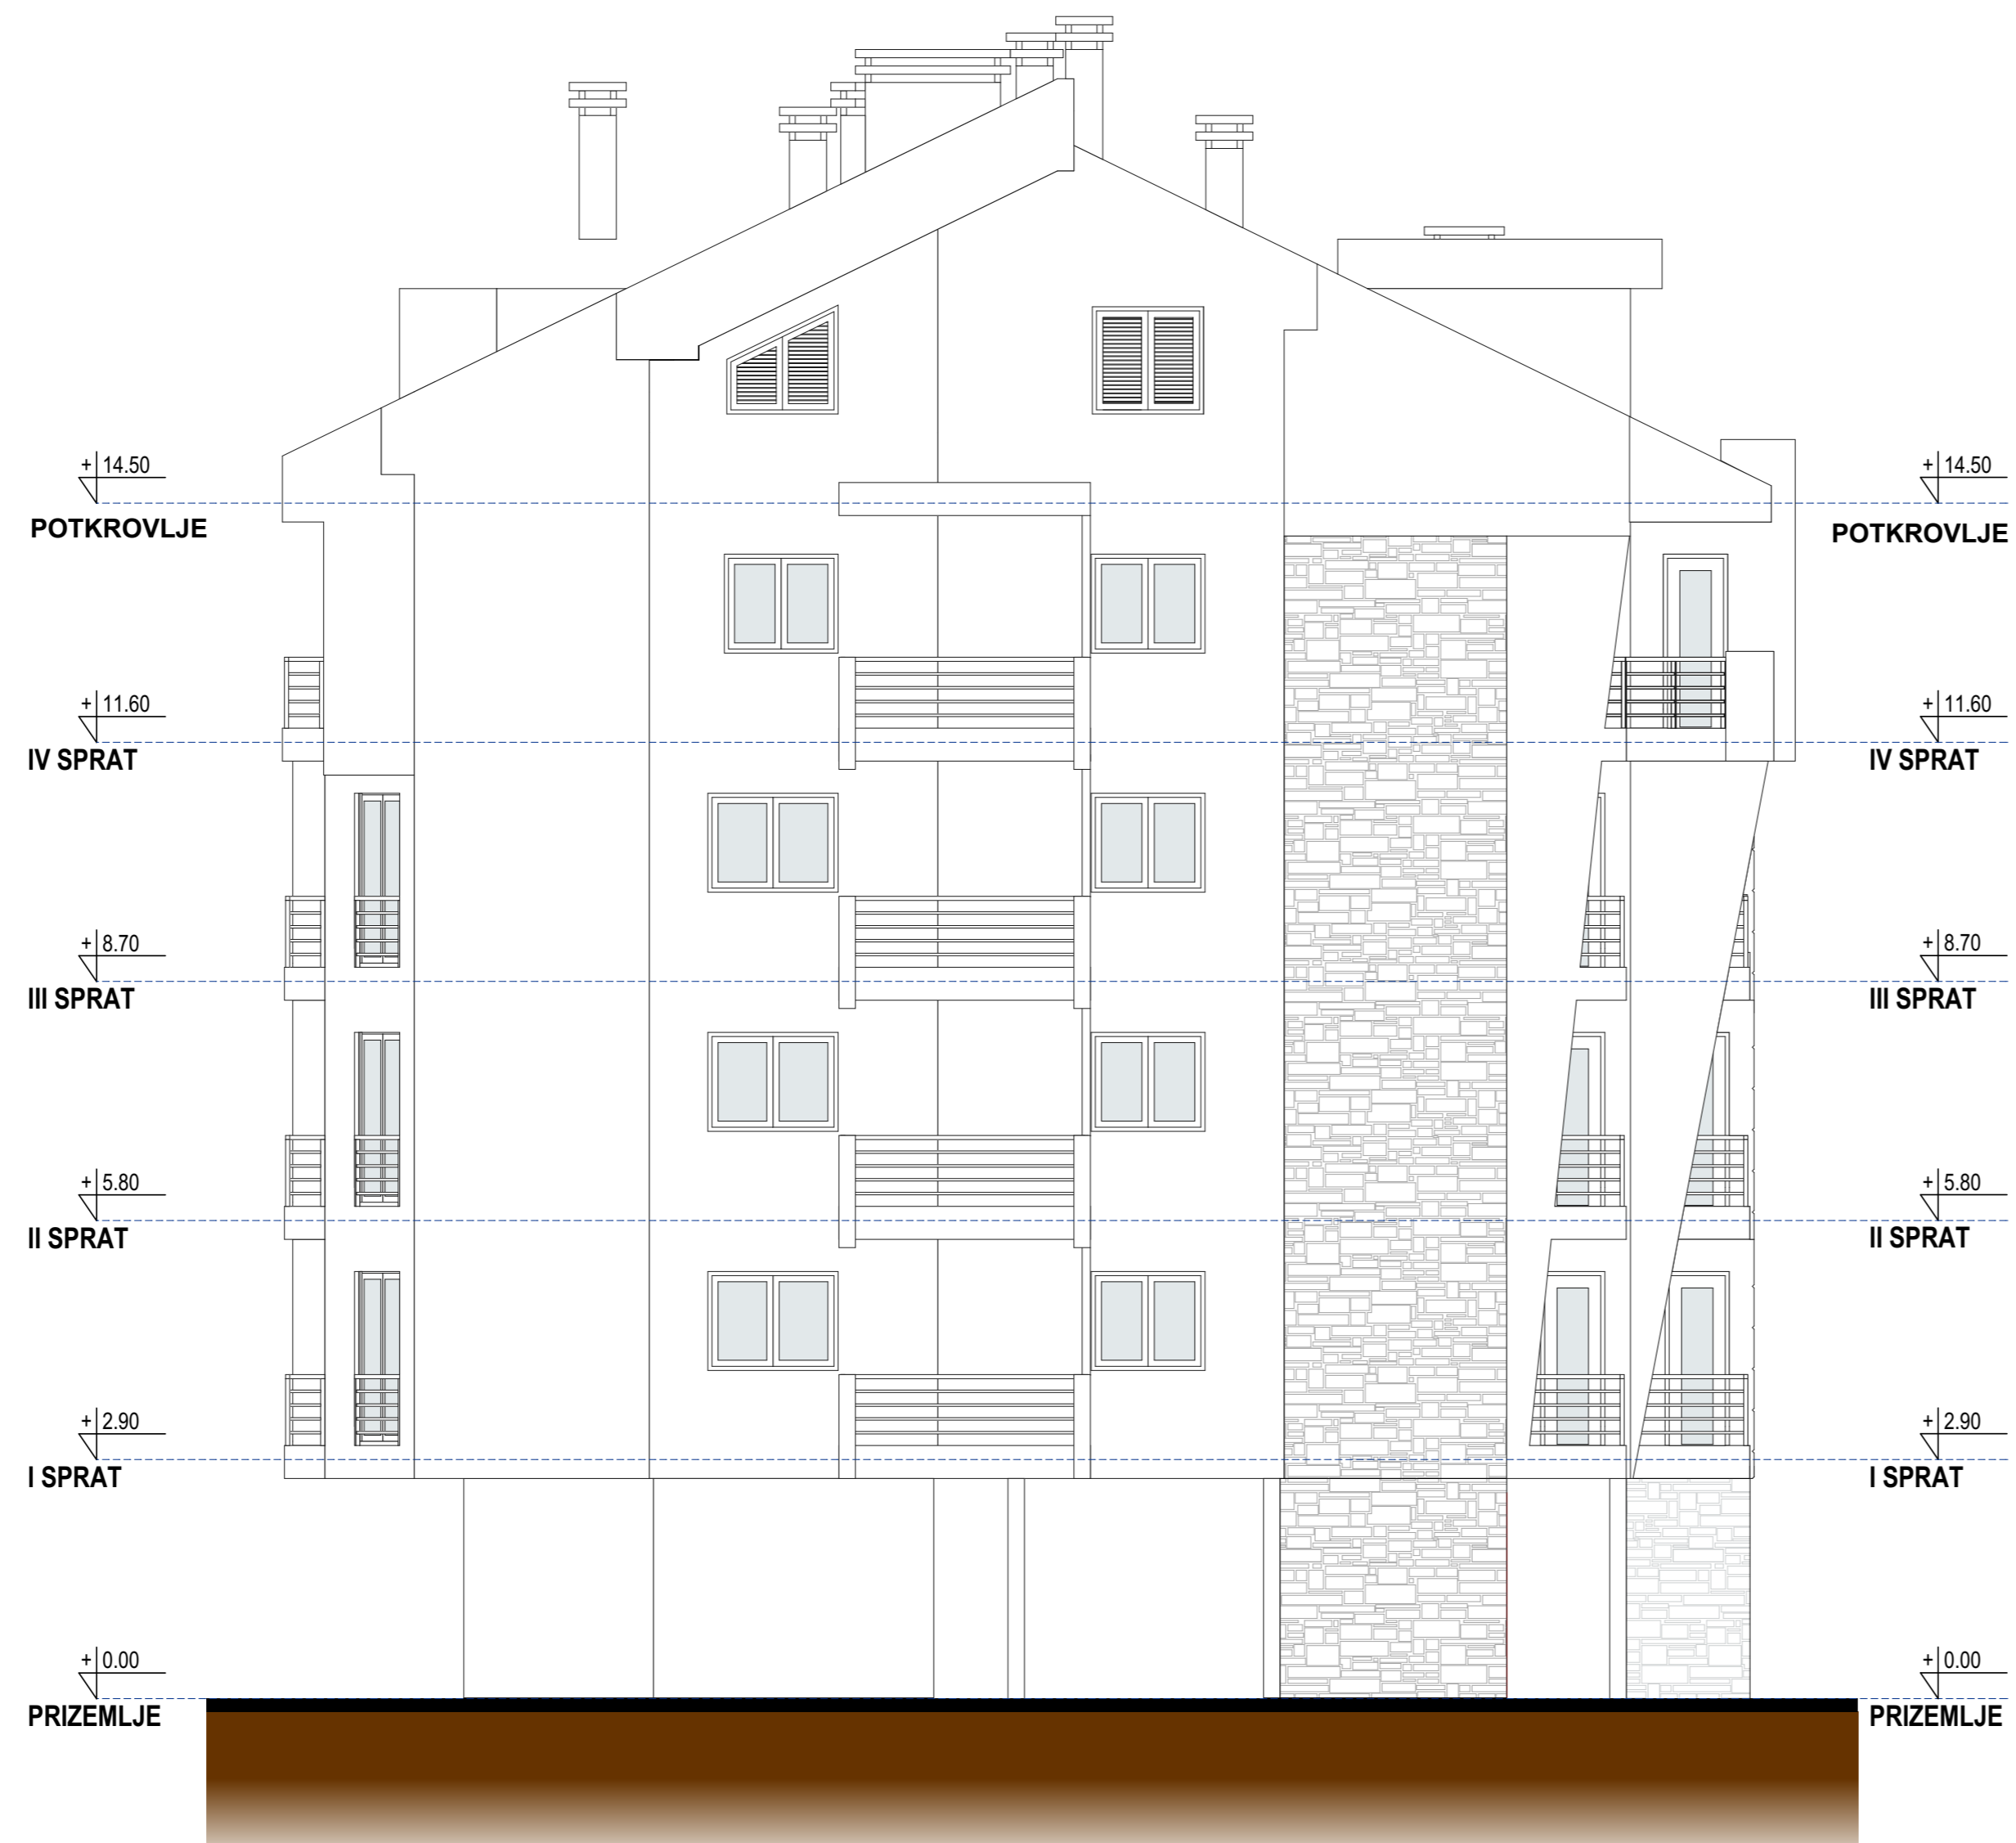 + 14.50 + 14.50
POTKROVLJE POTKROVLJE
+ 11.60 + 11.60
IV SPRAT IV SPRAT
+ 8.70 + 8.70
III SPRAT III SPRAT
+ 5.80 + 5.80
II SPRAT II SPRAT
+ 2.90 + 2.90
I SPRAT I SPRAT
+ 0.00 + 0.00
PRIZEMLJE PRIZEMLJE